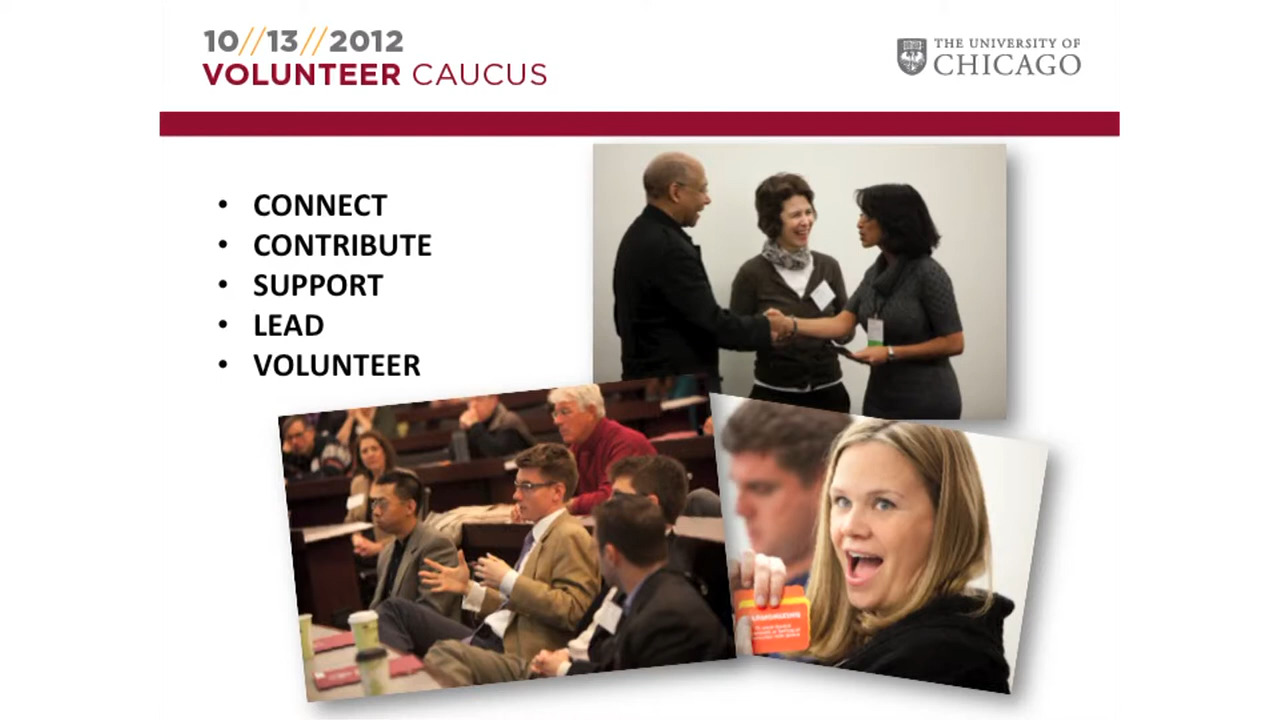 10//13//2012
VOLUNTEER CAUCUS
THE UNIVERSITY OF
CHICAGO
• CONNECT
• CONTRIBUTE
• SUPPORT
• LEAD
• VOLUNTEER